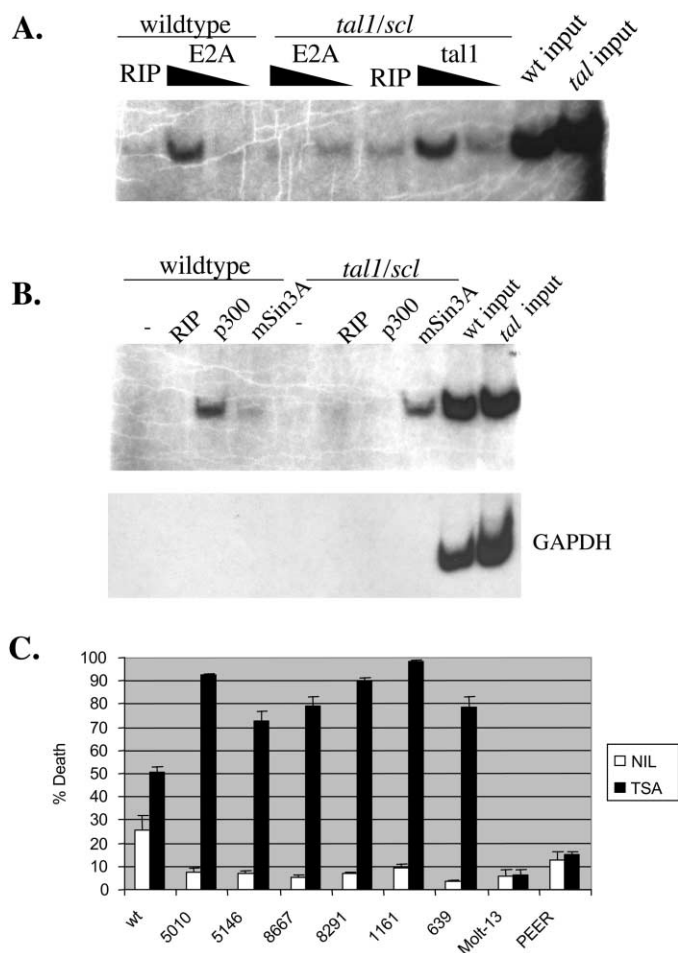 A.
wildtype tal1/scl
RIP E2A E2A RIP tal1 wt input tal input
B.
wildtype tal1/scl
- RIP p300 mSin3A - RIP p300 mSin3A wt input tal input
GAPDH
C.
100
90
80
70
60
50
40
30
20
10
0
% Death
wt 5010 5146 8667 8291 1161 639 Molt-13 PEER
NIL
TSA